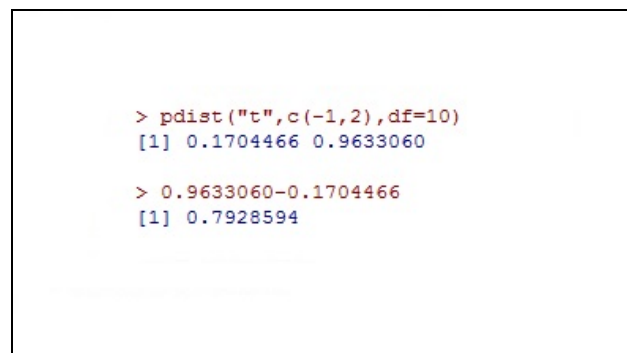 > pdist("t",c(-1,2),df=10)
[1] 0.1704466 0.9633060
> 0.9633060-0.1704466
[1] 0.7928594